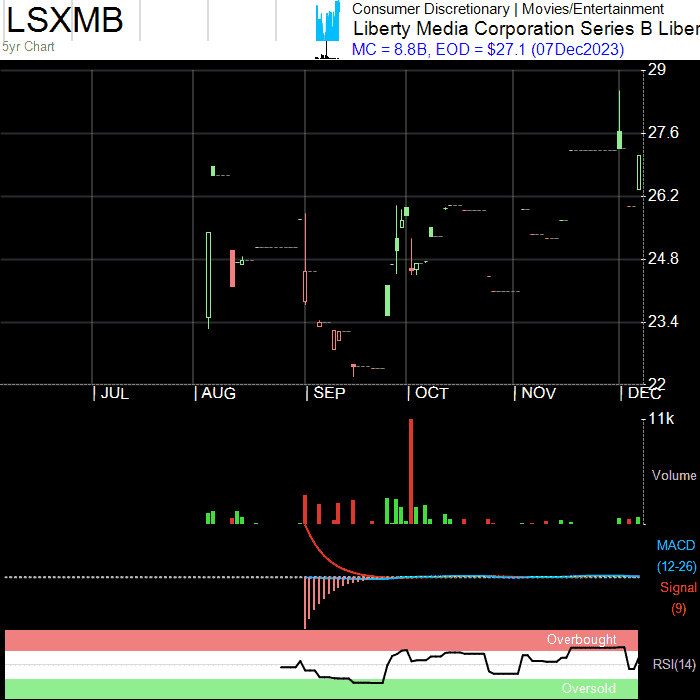 LSXMB
5yr Chart
Consumer Discretionary | Movies/Entertainment
Liberty Media Corporation Series B Liber
MC = 8.8B, EOD = $27.1 (07Dec2023)
29
27.6
26.2
24.8
23.4
22
| JUL | AUG | SEP | OCT | NOV | DEC
11k
Volume
MACD
(12-26)
Signal
(9)
Overbought
RSI(14)
Oversold